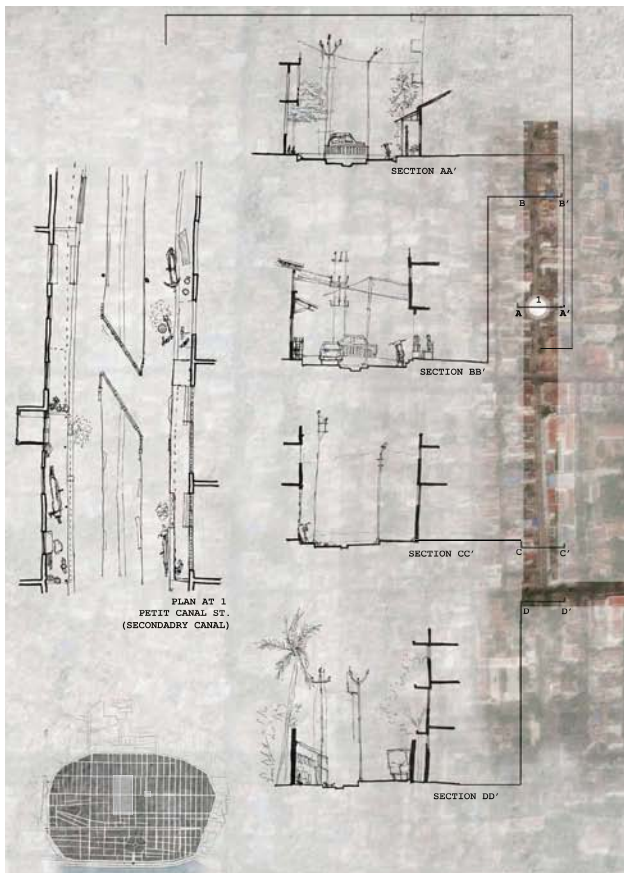 SECTION AA'
B B'
1
A A'
SECTION BB'
SECTION CC'
C C'
PLAN AT 1
PETIT CANAL ST.
(SECONDADRY CANAL)
D D'
SECTION DD'